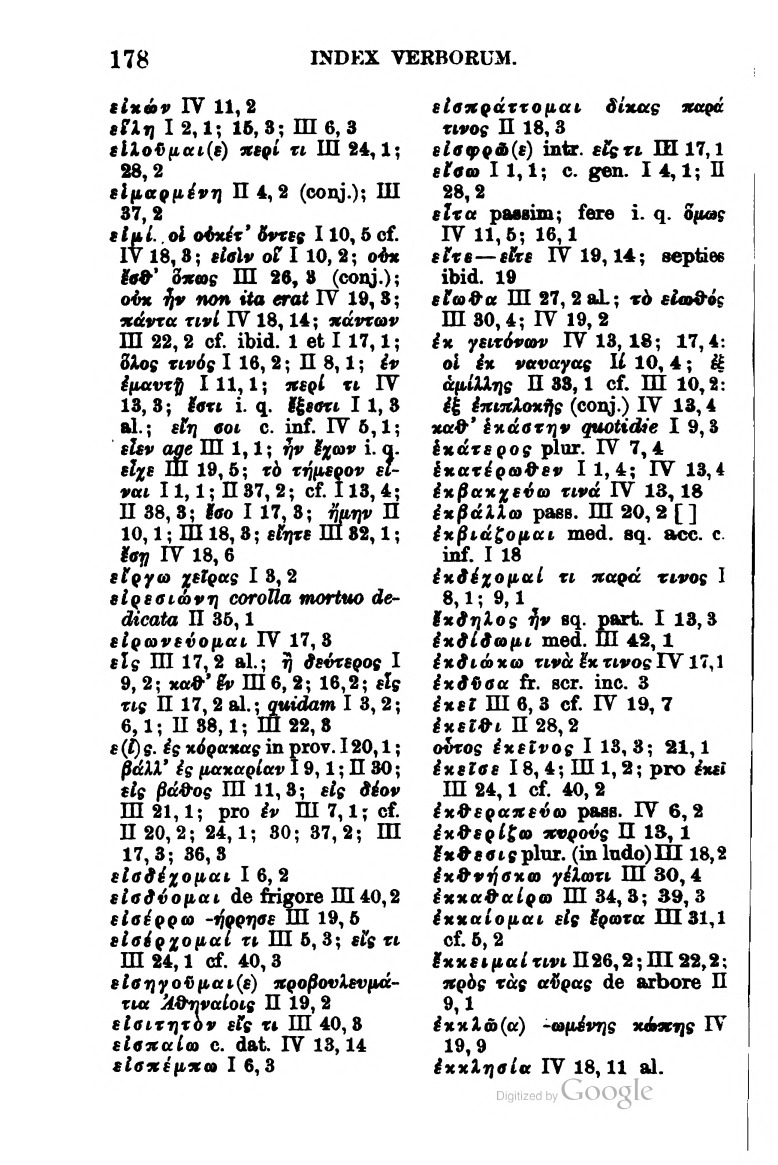 178
INDEX VERBORUM.
εἰκών IV 11, 2
εἵλη I 2, 1; 15, 3; III 6, 3
εἱλοῦμαι(ε) περί τι III 24, 1;
28, 2
εἱμαρμένη II 4, 2 (conj.); III
37, 2
εἰμί. οἱ οὐκέτ’ ὄντες I 10, 5 cf.
IV 18, 3; εἰσὶν οἵ I 10, 2; οὐκ
ἔσθ’ ὅπως III 26, 3 (conj.);
οὐκ ἦν non ita erat IV 19, 3;
πάντα τινί IV 18, 14; πάντων
III 22, 2 cf. ibid. 1 et I 17, 1;
ὅλος τινός I 16, 2; II 8, 1; ἐν
ἐμαυτῇ I 11, 1; περί τι IV
13, 3; ἔστι i. q. ἔξεστι I 1, 3
al.; εἴη σοι c. inf. IV 5, 1;
εἶεν age III 1, 1; ἦν ἔχων i. q.
εἶχε III 19, 5; τὸ τήμερον εἶ-
ναι I 1, 1; II 37, 2; cf. I 13, 4;
II 38, 3; ἔσο I 17, 3; ἤμην II
10, 1; III 18, 3; εἴητε III 32, 1;
ἔσῃ IV 18, 6
εἴργω χεῖρας I 3, 2
εἰρεσιώνη corolla mortuo de-
dicata II 35, 1
εἰρωνεύομαι IV 17, 3
εἷς III 17, 2 al.; ἢ δεύτερος I
9, 2; καθ’ ἕν III 6, 2; 16, 2; εἷς
τις II 17, 2 al.; quidam I 3, 2;
6, 1; II 38, 1; III 22, 3
ε(ἰ)ς. ἐς κόρακας in prov. I 20, 1;
βάλλ’ ἐς μακαρίαν I 9, 1; II 30;
εἰς βάθος III 11, 3; εἰς δέον
III 21, 1; pro ἐν III 7, 1; cf.
II 20, 2; 24, 1; 30; 37, 2; III
17, 3; 36, 3
εἰσδέχομαι I 6, 2
εἰσδύομαι de frigore III 40, 2
εἰσέρρω -ήρρησε III 19, 5
εἰσέρχομαί τι III 5, 3; εἴς τι
III 24, 1 cf. 40, 3
εἰσηγοῦμαι(ε) προβουλευμά-
τια Ἀθηναίοις II 19, 2
εἰσιτητὸν εἴς τι III 40, 3
εἰσπαίω c. dat. IV 13, 14
εἰσπέμπω I 6, 3
εἰσπράττομαι δίκας παρά
τινος II 18, 3
εἰσφρῶ(ε) intr. εἴς τι III 17, 1
εἴσω I 1, 1; c. gen. I 4, 1; II
28, 2
εἶτα passim; fere i. q. ὅμως
IV 11, 5; 16, 1
εἴτε—εἴτε IV 19, 14; septies
ibid. 19
εἴωθα III 27, 2 al.; τὸ εἰωθός
III 30, 4; IV 19, 2
ἐκ γειτόνων IV 13, 18; 17, 4:
οἱ ἐκ ναυαγας II 10, 4; ἐξ
ἁμίλλης II 33, 1 cf. III 10, 2:
ἐξ ἐπιπλοκῆς (conj.) IV 13, 4
καθ’ ἑκάστην quotidie I 9, 3
ἑκάτερος plur. IV 7, 4
ἑκατέρωθεν I 1, 4; IV 13, 4
ἐκβακχεύω τινά IV 13, 18
ἐκβάλλω pass. III 20, 2 [ ]
ἐκβιάζομαι med. sq. acc. c.
inf. I 18
ἐκδέχομαί τι παρά τινος I
8, 1; 9, 1
ἔκδηλος ἦν sq. part. I 13, 3
ἐκδίδωμι med. III 42, 1
ἐκδιώκω τινὰ ἔκ τινος IV 17, 1
ἐκδῦσα fr. scr. inc. 3
ἐκεῖ III 6, 3 cf. IV 19, 7
ἐκεῖθι II 28, 2
οὗτος ἐκεῖνος I 13, 3; 21, 1
ἐκεῖσε I 8, 4; III 1, 2; pro ἐκεῖ
III 24, 1 cf. 40, 2
ἐκθεραπεύω pass. IV 6, 2
ἐκθερίζω πυρούς II 13, 1
ἔκθεσις plur. (in ludo) III 18, 2
ἐκθνήσκω γέλωτι III 30, 4
ἐκκαθαίρω III 34, 3; 39, 3
ἐκκαίομαι εἰς ἔρωτα III 31, 1
cf. 5, 2
ἔκκειμαί τινι II 26, 2; III 22, 2;
πρὸς τὰς αὔρας de arbore II
9, 1
ἐκκλῶ(α) -ωμένης κώπης IV
19, 9
ἐκκλησία IV 18, 11 al.
Digitized by Google